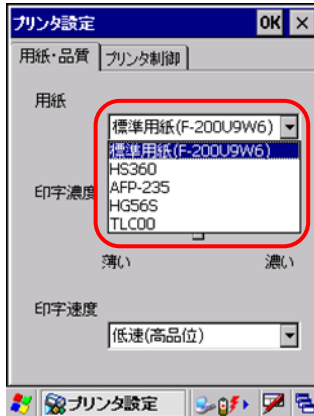 プリンタ設定 OK ×
用紙・品質 プリンタ制御
用紙
標準用紙(F-200U9W6)
標準用紙(F-200U9W6)
HS360
AFP-235
印字濃度
HG56S
TLC00
薄い 濃い
印字速度
低速(高品位)
プリンタ設定